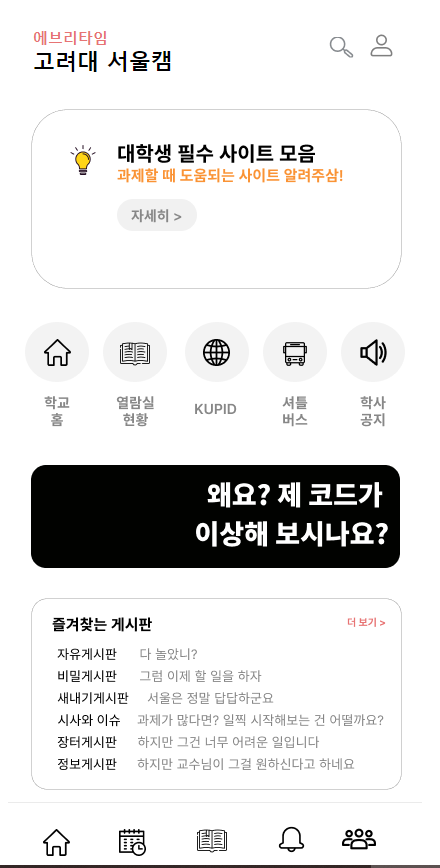 에브리타임
고려대 서울캠
대학생 필수 사이트 모음
과제할 때 도움되는 사이트 알려주삼!
자세히 >
학교
홈
열람실
현황
KUPID
셔틀
버스
학사
공지
왜요? 제 코드가
이상해 보시나요?
즐겨찾는 게시판
더 보기 >
자유게시판 다 놀았니?
비밀게시판 그럼 이제 할 일을 하자
새내기게시판 서울은 정말 답답하군요
시사와 이슈 과제가 많다면? 일찍 시작해보는 건 어떨까요?
장터게시판 하지만 그건 너무 어려운 일입니다
정보게시판 하지만 교수님이 그걸 원하신다고 하네요